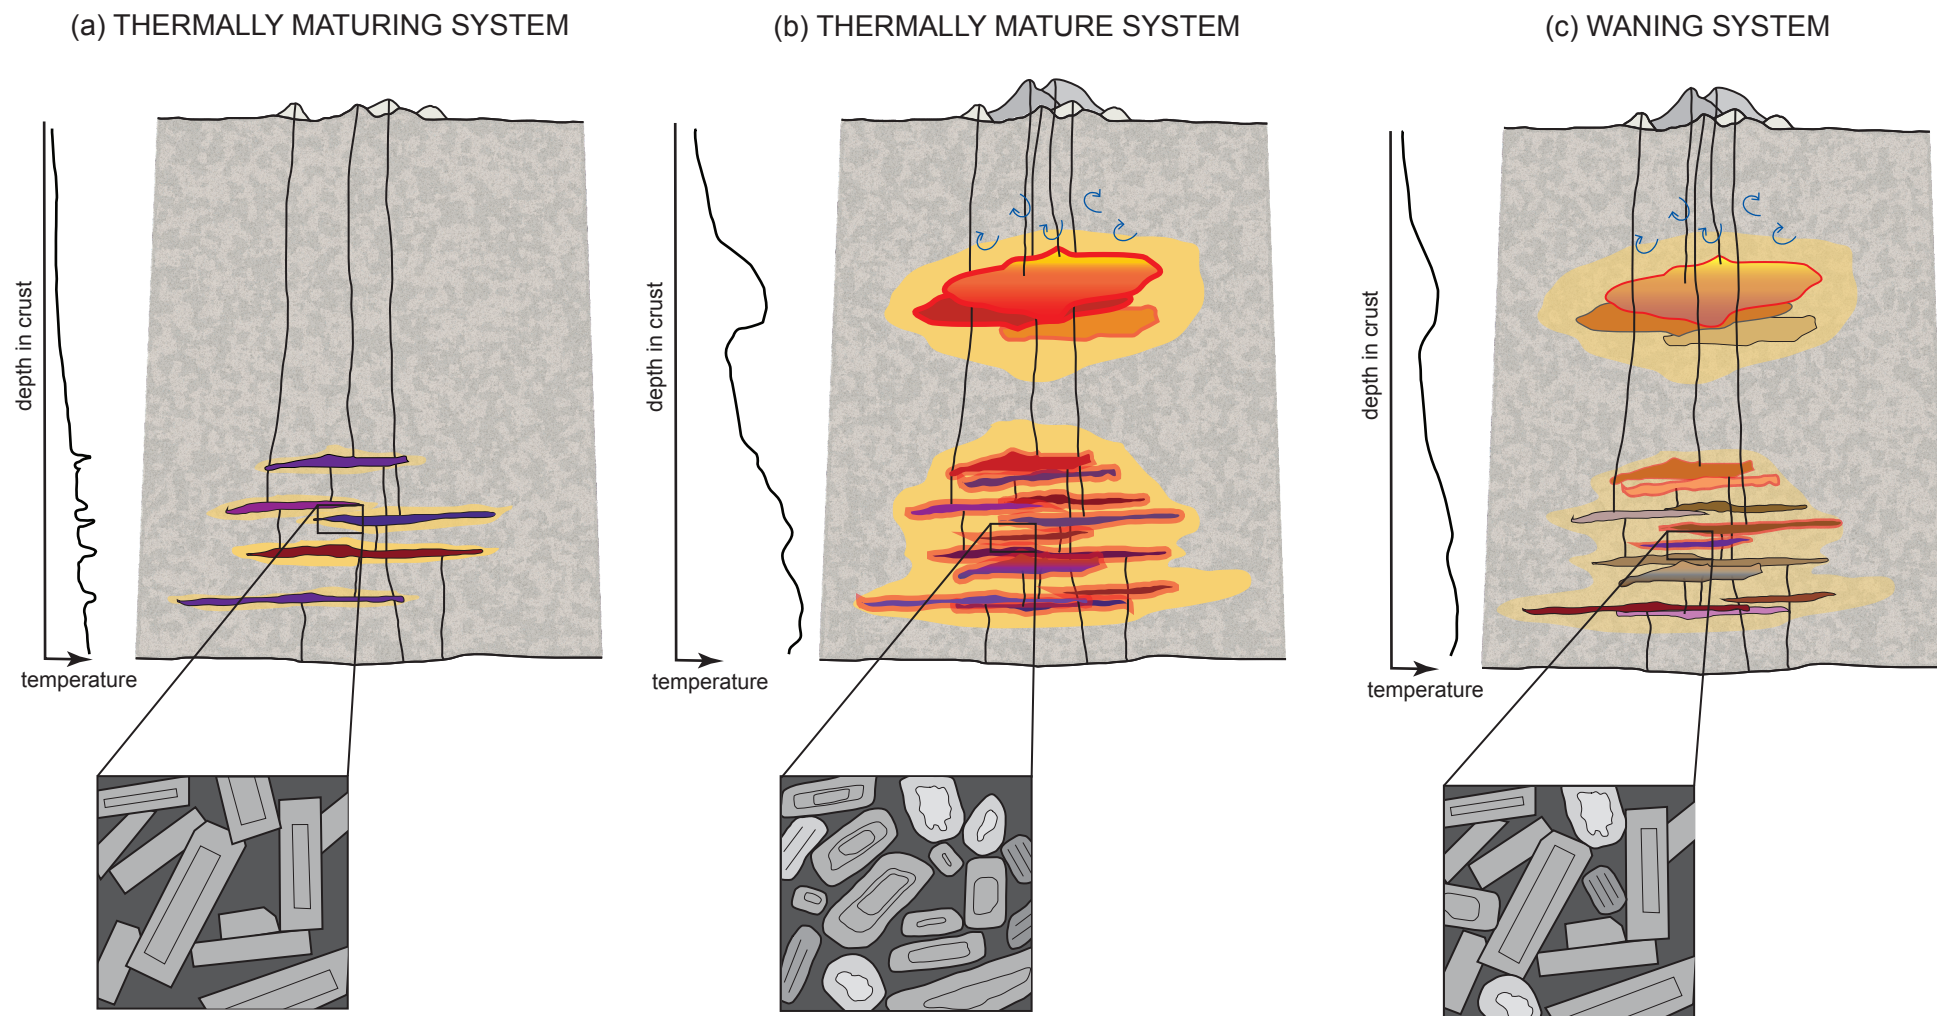 (a) THERMALLY MATURING SYSTEM
(b) THERMALLY MATURE SYSTEM
(c) WANING SYSTEM
depth in crust
depth in crust
depth in crust
temperature
temperature
temperature